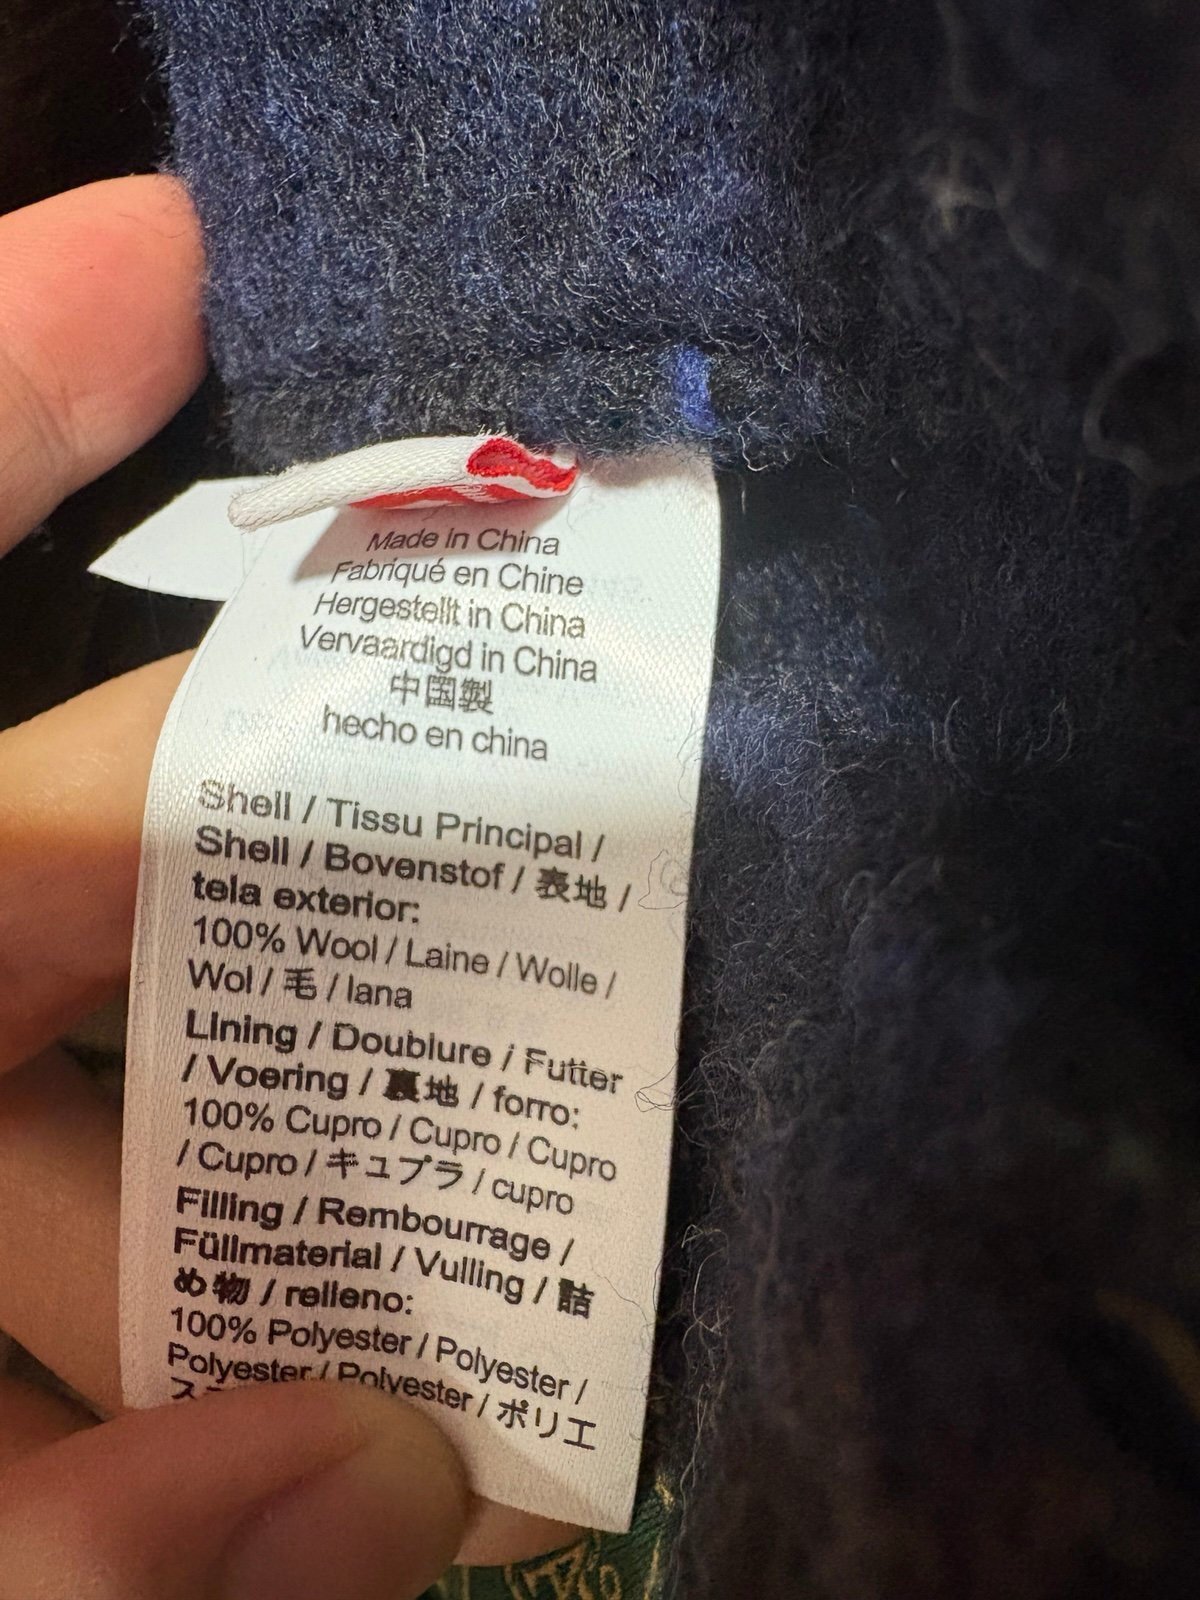 Made in China
Fabriqué en Chine
Hergestellt in China
Vervaardigd in China
中国製
hecho en china
Shell / Tissu Principal /
Shell / Bovenstof / 表地 /
tela exterior:
100% Wool / Laine / Wolle /
Wol / 毛 / lana
Lining / Doublure / Futter
/ Voering / 裏地 / forro:
100% Cupro / Cupro / Cupro
/ Cupro / キュプラ / cupro
Filling / Rembourrage /
Füllmaterial / Vulling / 詰
め物 / relleno:
100% Polyester / Polyester /
Polyester / Polyester / ポリエ